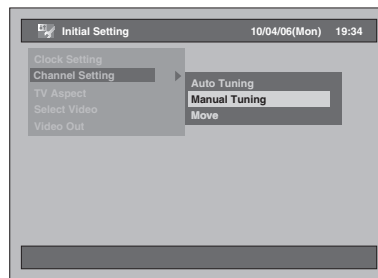 Initial Setting 10/04/06(Mon) 19:34
Clock Setting
Channel Setting
TV Aspect
Select Video
Video Out
Auto Tuning
Manual Tuning
Move